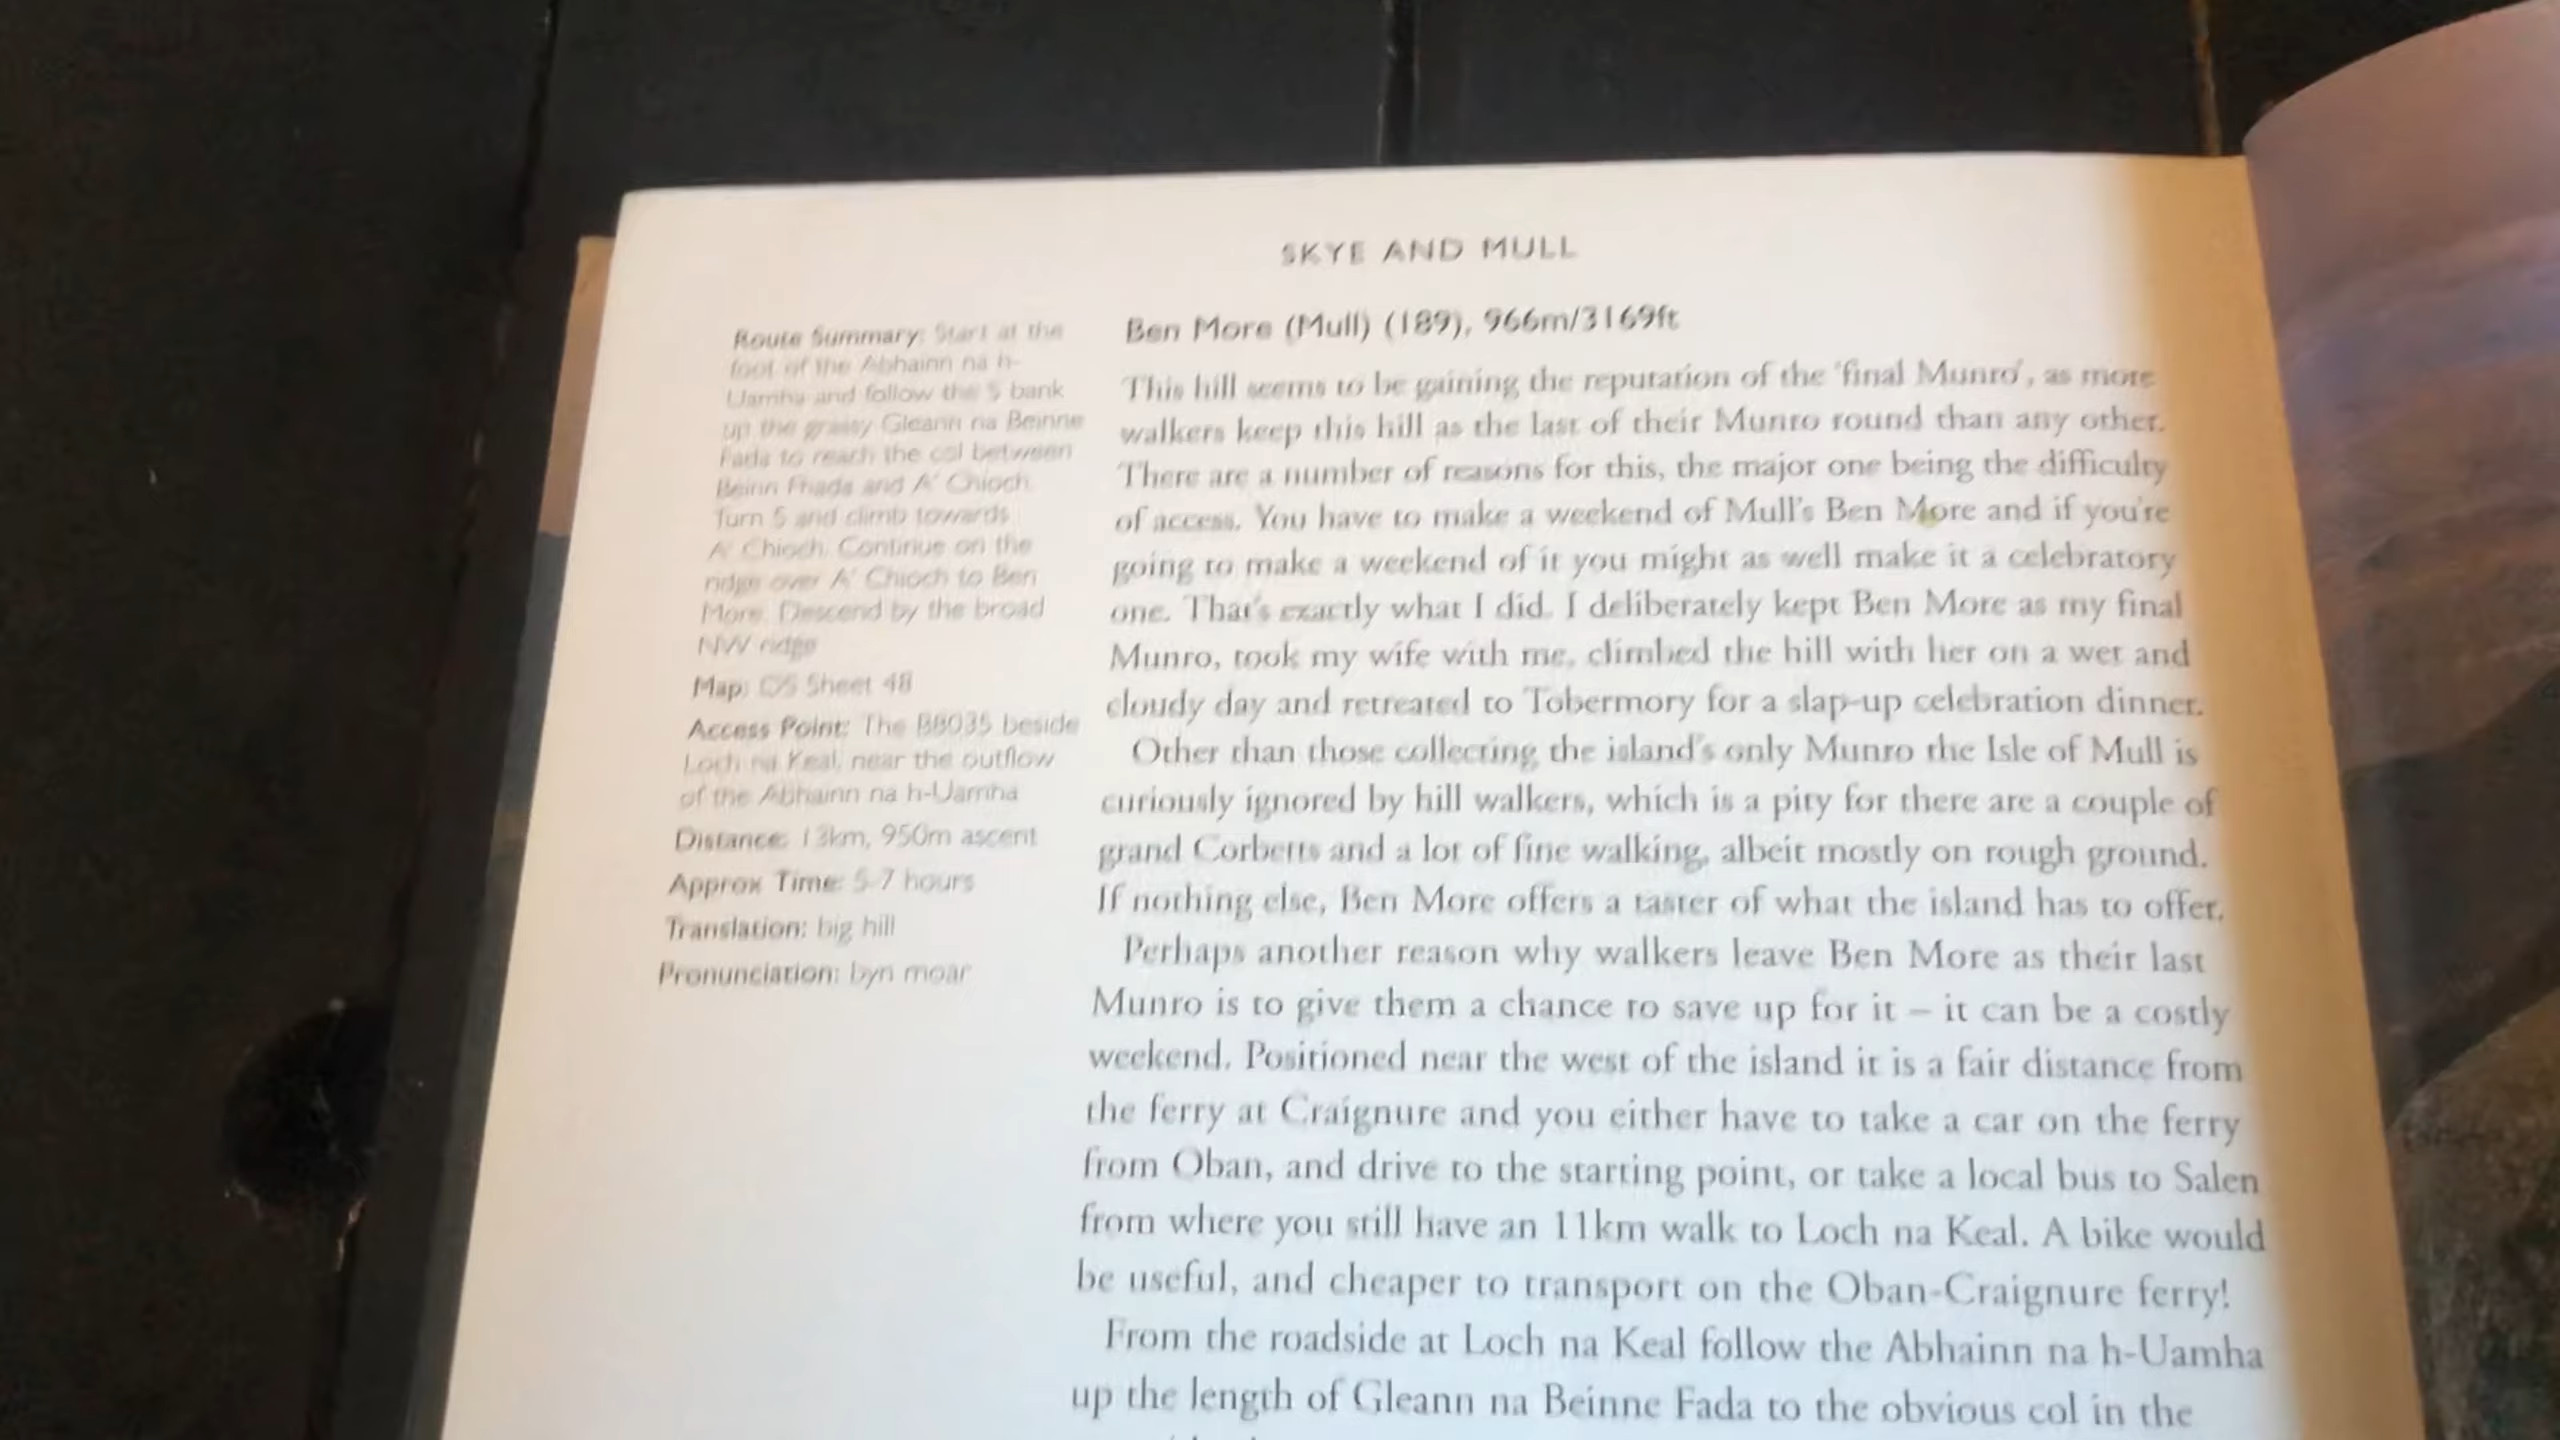 SKYE AND MULL
Route Summary: Start at the
foot of the Abhainn na h-
Uamha and follow the S bank
up the grassy Gleann na Beinne
Fada to reach the col between
Beinn Fhada and A' Chioch.
Turn S and climb towards
A' Chioch. Continue on the
ridge over A' Chioch to Ben
More. Descend by the broad
NW ridge
Map: OS Sheet 48
Access Point: The B8035 beside
Loch na Keal, near the outflow
of the Abhainn na h-Uamha
Distance: 13km, 950m ascent
Approx Time: 5-7 hours
Translation: big hill
Pronunciation: byn moar
Ben More (Mull) (189), 966m/3169ft
This hill seems to be gaining the reputation of the 'final Munro', as more
walkers keep this hill as the last of their Munro round than any other.
There are a number of reasons for this, the major one being the difficulty
of access. You have to make a weekend of Mull's Ben More and if you're
going to make a weekend of it you might as well make it a celebratory
one. That's exactly what I did. I deliberately kept Ben More as my final
Munro, took my wife with me, climbed the hill with her on a wet and
cloudy day and retreated to Tobermory for a slap-up celebration dinner.
Other than those collecting the island's only Munro the Isle of Mull is
curiously ignored by hill walkers, which is a pity for there are a couple of
grand Corbetts and a lot of fine walking, albeit mostly on rough ground.
If nothing else, Ben More offers a taster of what the island has to offer.
Perhaps another reason why walkers leave Ben More as their last
Munro is to give them a chance to save up for it – it can be a costly
weekend. Positioned near the west of the island it is a fair distance from
the ferry at Craignure and you either have to take a car on the ferry
from Oban, and drive to the starting point, or take a local bus to Salen
from where you still have an 11km walk to Loch na Keal. A bike would
be useful, and cheaper to transport on the Oban-Craignure ferry!
From the roadside at Loch na Keal follow the Abhainn na h-Uamha
up the length of Gleann na Beinne Fada to the obvious col in the